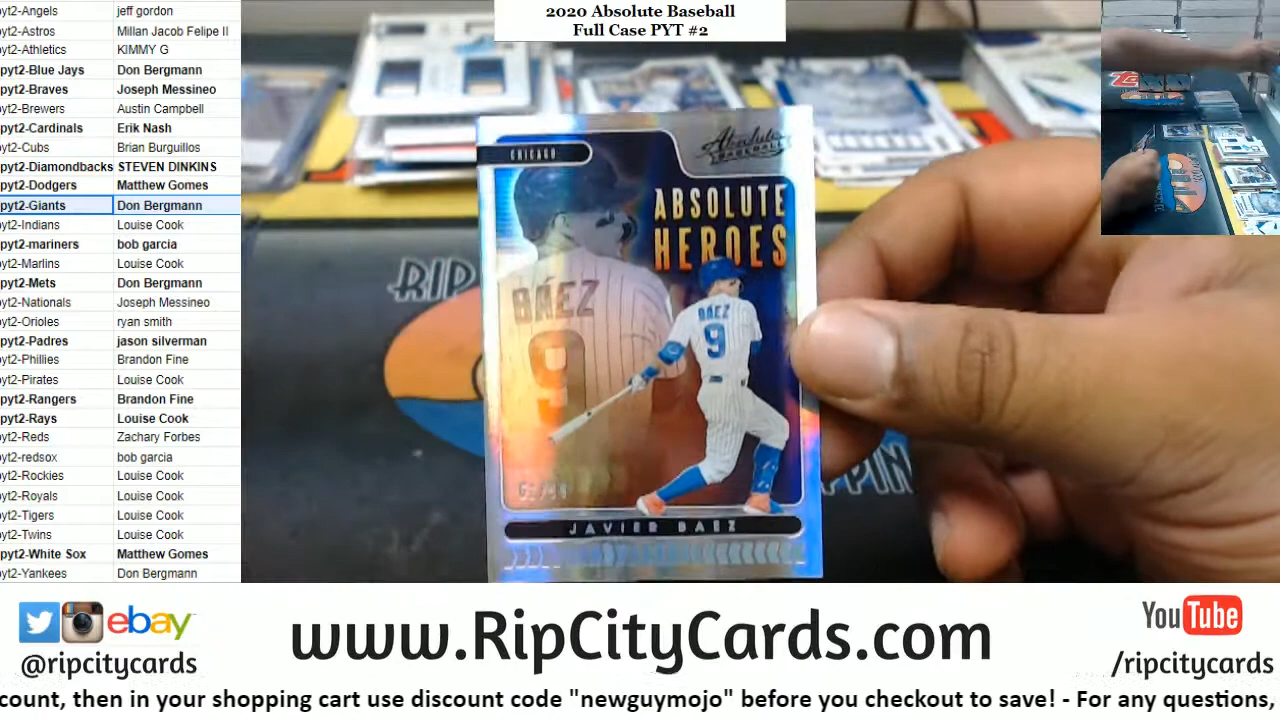 2020 Absolute Baseball
Full Case PYT #2
pyt2-Angels jeff gordon
pyt2-Astros Millan Jacob Felipe II
pyt2-Athletics KIMMY G
pyt2-Blue Jays Don Bergmann
pyt2-Braves Joseph Messineo
pyt2-Brewers Austin Campbell
pyt2-Cardinals Erik Nash
pyt2-Cubs Brian Burguillos
pyt2-Diamondbacks STEVEN DINKINS
pyt2-Dodgers Matthew Gomes
pyt2-Giants Don Bergmann
pyt2-Indians Louise Cook
pyt2-mariners bob garcia
pyt2-Marlins Louise Cook
pyt2-Mets Don Bergmann
pyt2-Nationals Joseph Messineo
pyt2-Orioles ryan smith
pyt2-Padres jason silverman
pyt2-Phillies Brandon Fine
pyt2-Pirates Louise Cook
pyt2-Rangers Brandon Fine
pyt2-Rays Louise Cook
pyt2-Reds Zachary Forbes
pyt2-redsox bob garcia
pyt2-Rockies Louise Cook
pyt2-Royals Louise Cook
pyt2-Tigers Louise Cook
pyt2-Twins Louise Cook
pyt2-White Sox Matthew Gomes
pyt2-Yankees Don Bergmann
CHICAGO
Absolute
BASEBALL
ABSOLUTE
HEROES
BÁEZ
9
BÁEZ
9
JAVIER BAEZ
RIP
PPIN
ebay
@ripcitycards
www.RipCityCards.com
YouTube
/ripcitycards
count, then in your shopping cart use discount code "newguymojo" before you checkout to save! - For any questions,